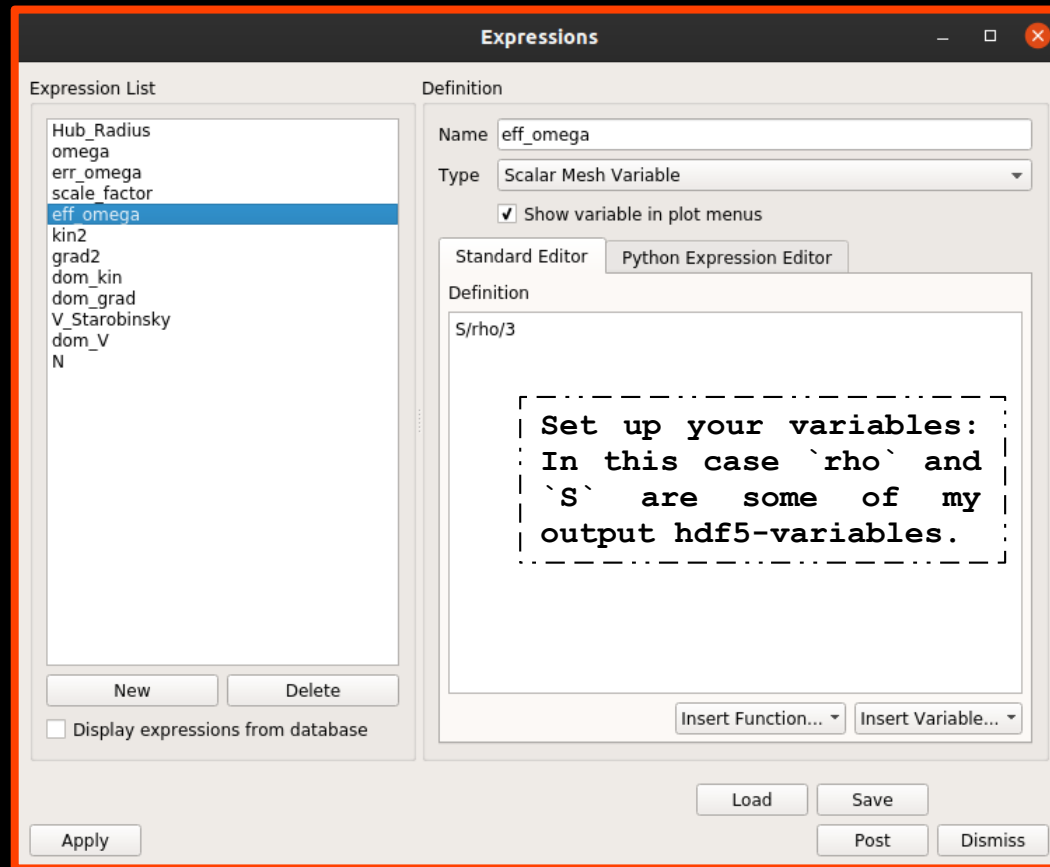 Expressions
Expression List
Hub_Radius
omega
err_omega
scale_factor
eff_omega
kin2
grad2
dom_kin
dom_grad
V_Starobinsky
dom_V
N
New Delete
Display expressions from database
Definition
Name eff_omega
Type Scalar Mesh Variable
Show variable in plot menus
Standard Editor Python Expression Editor
Definition
S/rho/3
Set up your variables:
In this case `rho` and
`S` are some of my
output hdf5-variables.
Insert Function... Insert Variable...
Load Save
Apply Post Dismiss